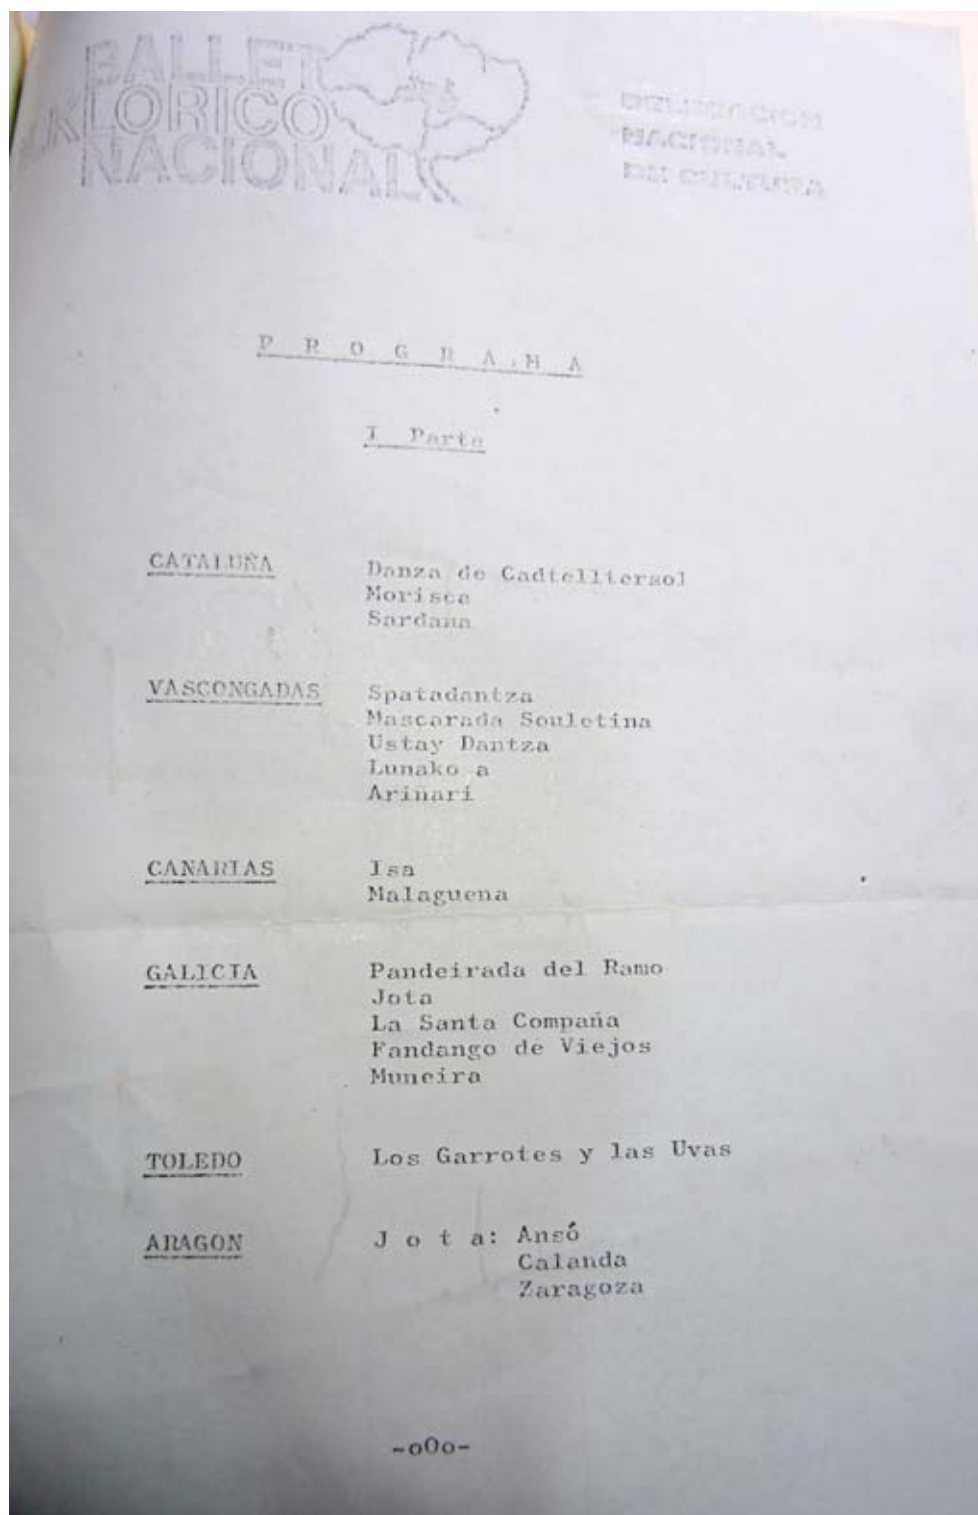 BALLET
KLORICO
NACIONAL
DELEGACION
NACIONAL
DE CULTURA
P R O G R A M A
I Parte
CATALUÑA
Danza de Cadtelltersol
Morisca
Sardana
VASCONGADAS
Spatadantza
Mascarada Souletina
Ustay Dantza
Lunako a
Arinari
CANARIAS
Isa
Malaguena
GALICIA
Pandeirada del Ramo
Jota
La Santa Compaña
Fandango de Viejos
Muneira
TOLEDO
Los Garrotes y las Uvas
ARAGON
J o t a: Ansó
Calanda
Zaragoza
-oOo-